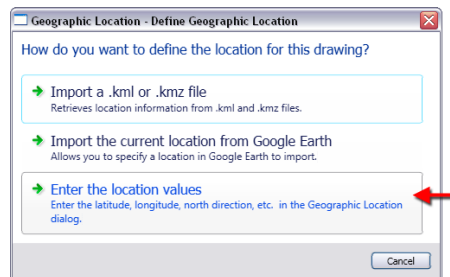 Geographic Location - Define Geographic Location
How do you want to define the location for this drawing?
Import a .kml or .kmz file
Retrieves location information from .kml and .kmz files.
Import the current location from Google Earth
Allows you to specify a location in Google Earth to import.
Enter the location values
Enter the latitude, longitude, north direction, etc. in the Geographic Location
dialog.
Cancel